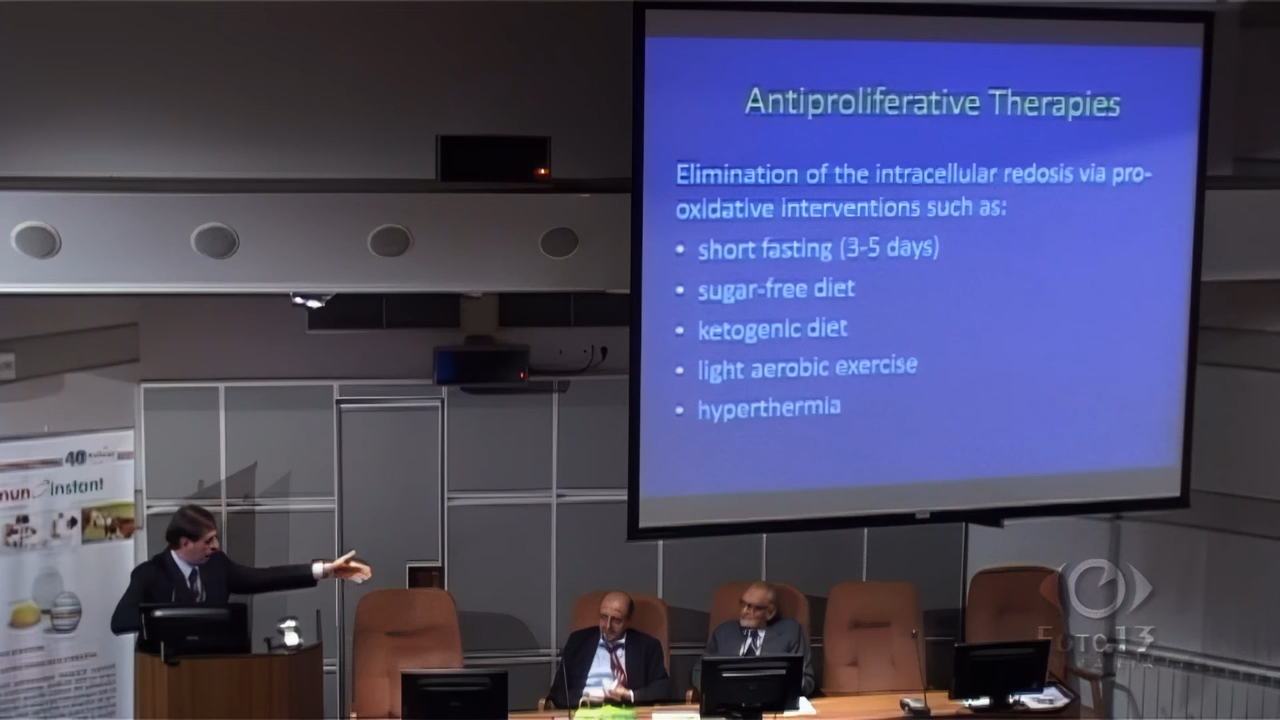 Antiproliferative Therapies
Elimination of the intracellular redosis via pro-
oxidative interventions such as:
• short fasting (3-5 days)
• sugar-free diet
• ketogenic diet
• light aerobic exercise
• hyperthermia
40
instant